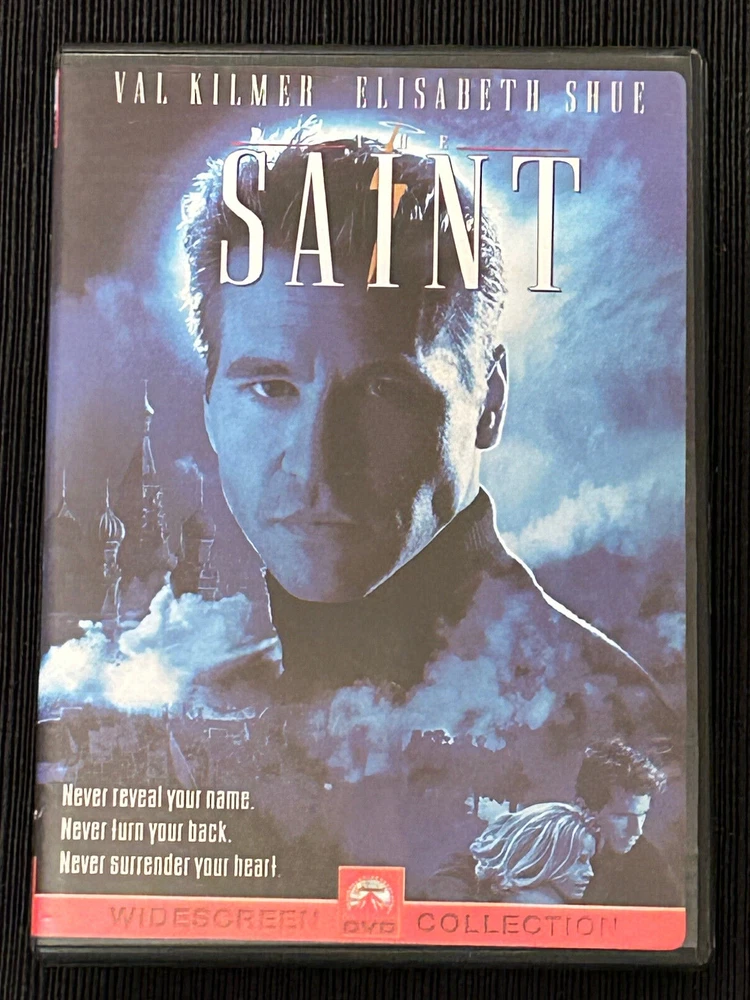 VAL KILMER ELISABETH SHUE
THE
SAINT
Never reveal your name.
Never turn your back.
Never surrender your heart.
WIDESCREEN DVD COLLECTION